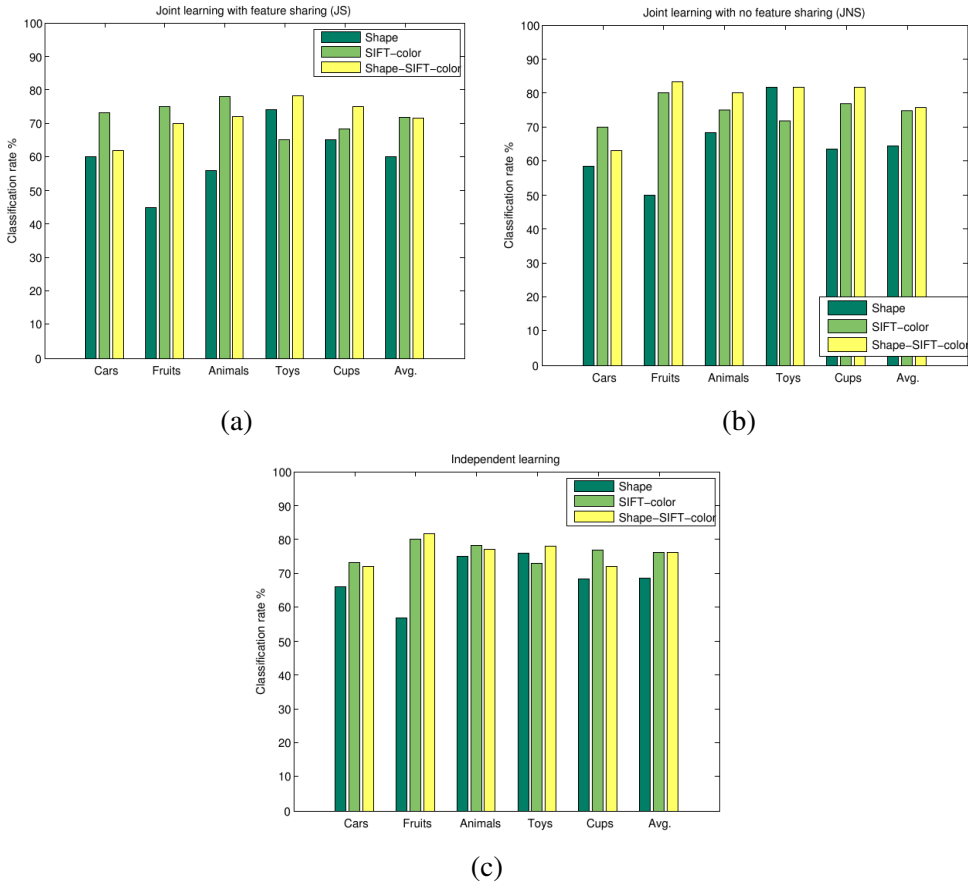 Joint learning with feature sharing (JS)
100
90
80
70
60
50
40
30
20
10
0
Classification rate %
Shape
SIFT−color
Shape−SIFT−color
Cars Fruits Animals Toys Cups Avg.
(a)
Joint learning with no feature sharing (JNS)
100
90
80
70
60
50
40
30
20
10
0
Classification rate %
Shape
SIFT−color
Shape−SIFT−color
Cars Fruits Animals Toys Cups Avg.
(b)
Independent learning
100
90
80
70
60
50
40
30
20
10
0
Classification rate %
Shape
SIFT−color
Shape−SIFT−color
Cars Fruits Animals Toys Cups Avg.
(c)